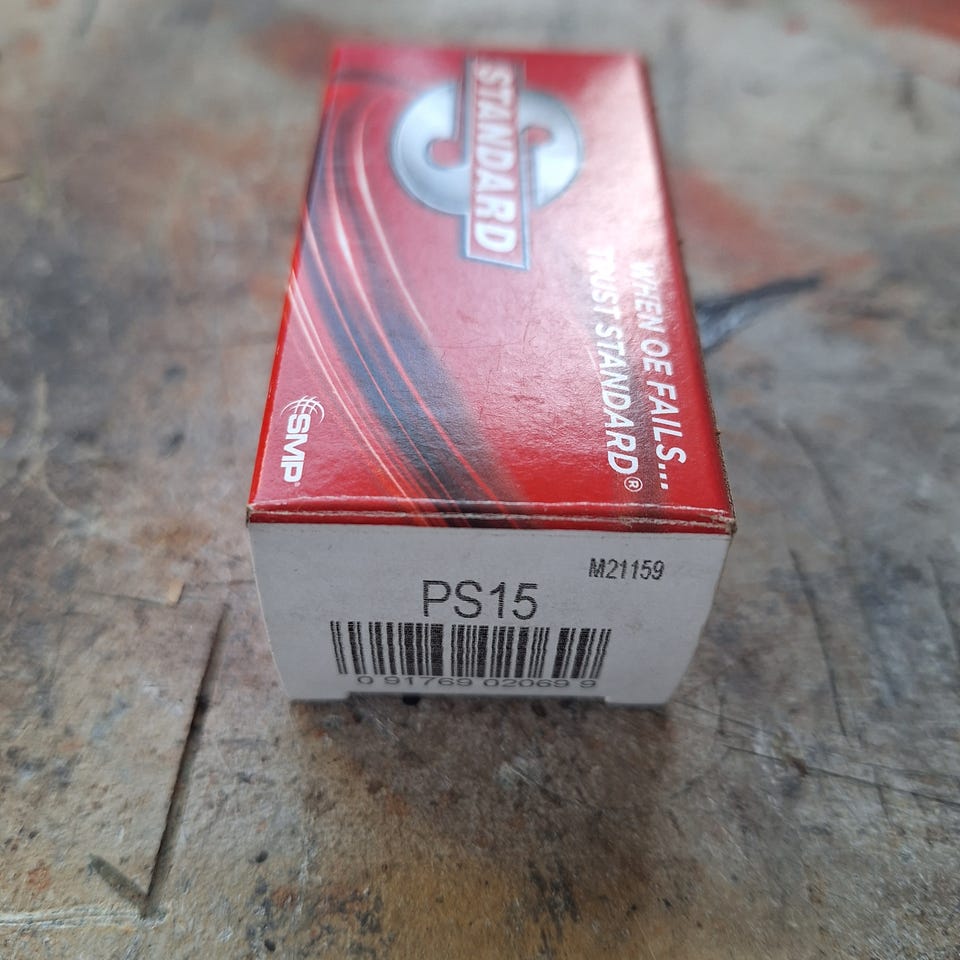 STANDARD
WHEN OE FAILS...
TRUST STANDARD®
SMP
M21159
PS15
0 91769 02069 9